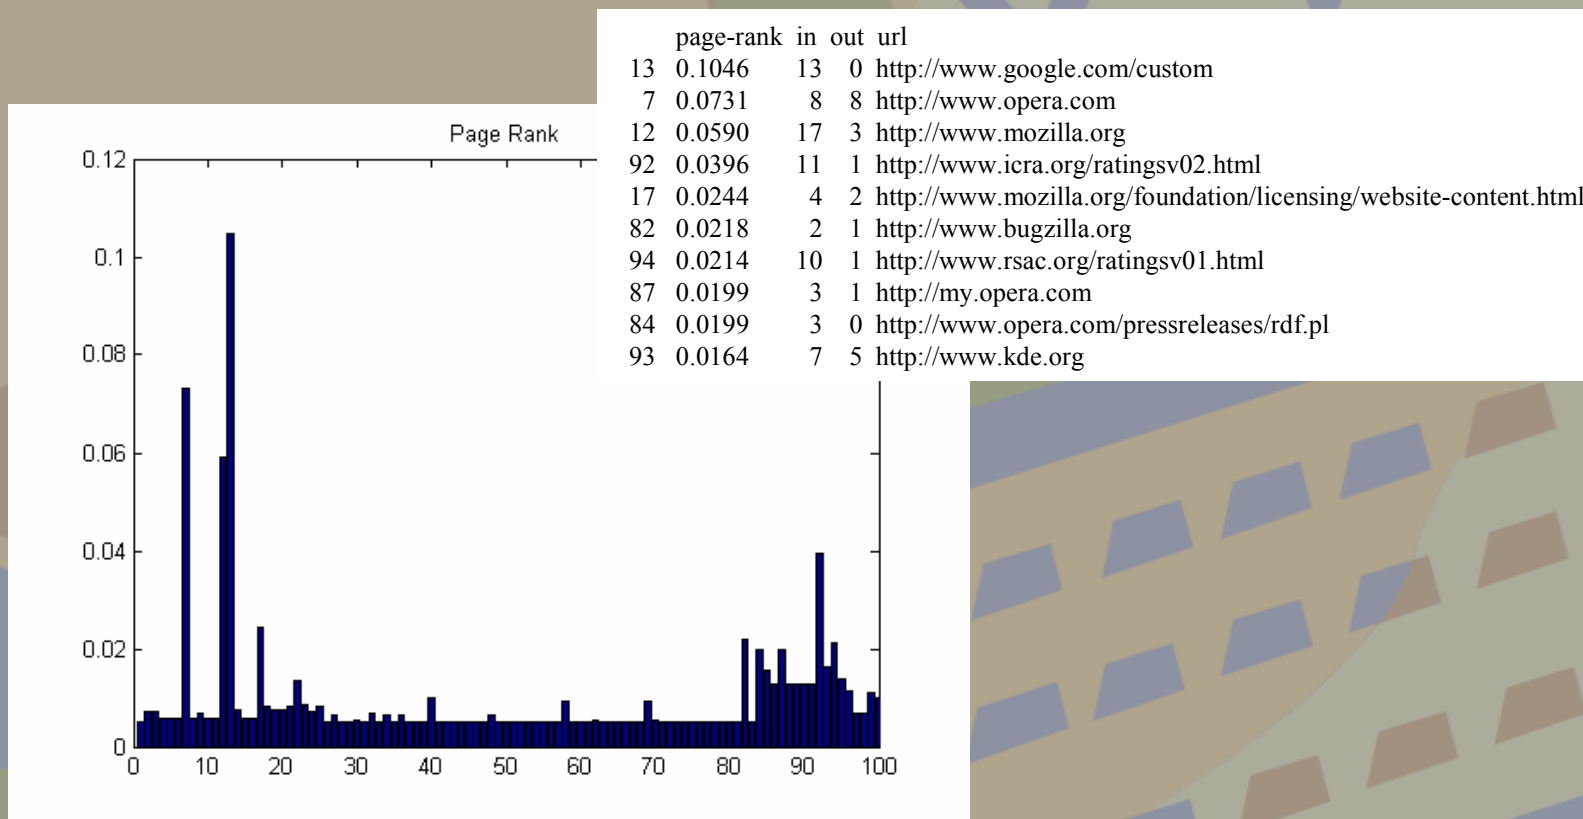 page-rank in out url
13 0.1046 13 0 http://www.google.com/custom
7 0.0731 8 8 http://www.opera.com
12 0.0590 17 3 http://www.mozilla.org
92 0.0396 11 1 http://www.icra.org/ratingsv02.html
17 0.0244 4 2 http://www.mozilla.org/foundation/licensing/website-content.html
82 0.0218 2 1 http://www.bugzilla.org
94 0.0214 10 1 http://www.rsac.org/ratingsv01.html
87 0.0199 3 1 http://my.opera.com
84 0.0199 3 0 http://www.opera.com/pressreleases/rdf.pl
93 0.0164 7 5 http://www.kde.org
Page Rank
0.12
0.1
0.08
0.06
0.04
0.02
0
0 10 20 30 40 50 60 70 80 90 100